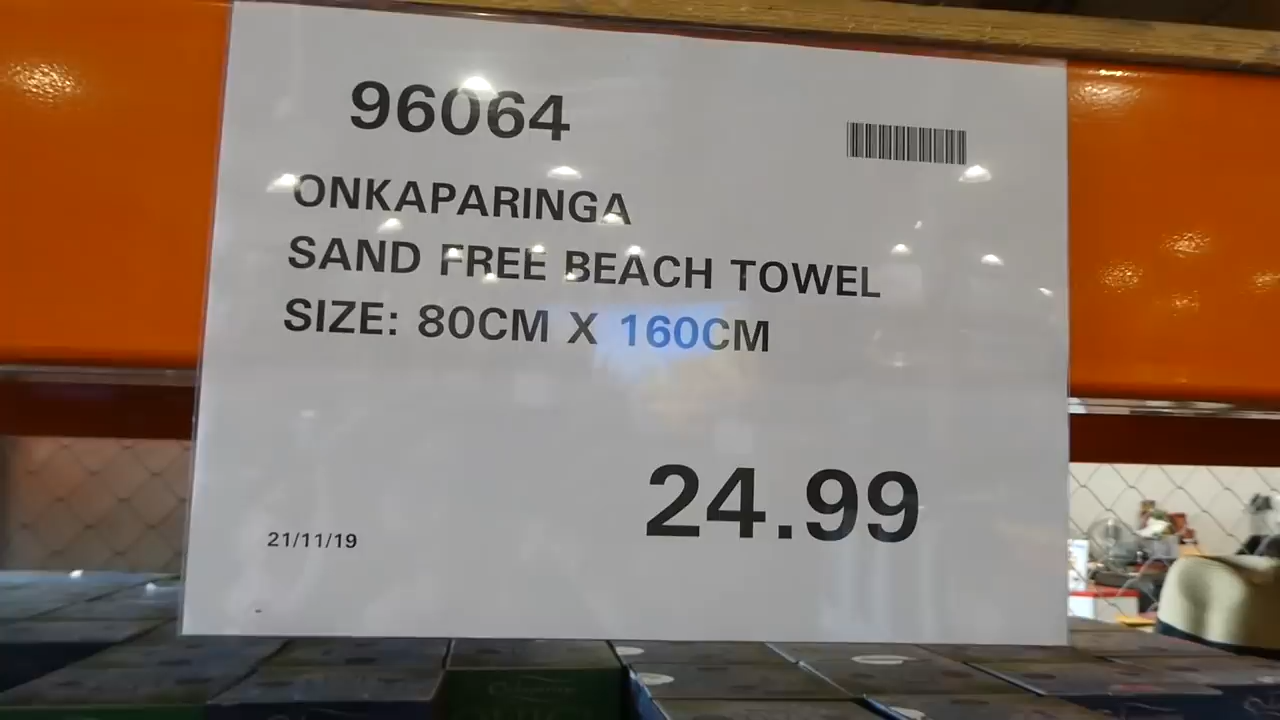 96064
ONKAPARINGA
SAND FREE BEACH TOWEL
SIZE: 80CM X 160CM
24.99
21/11/19